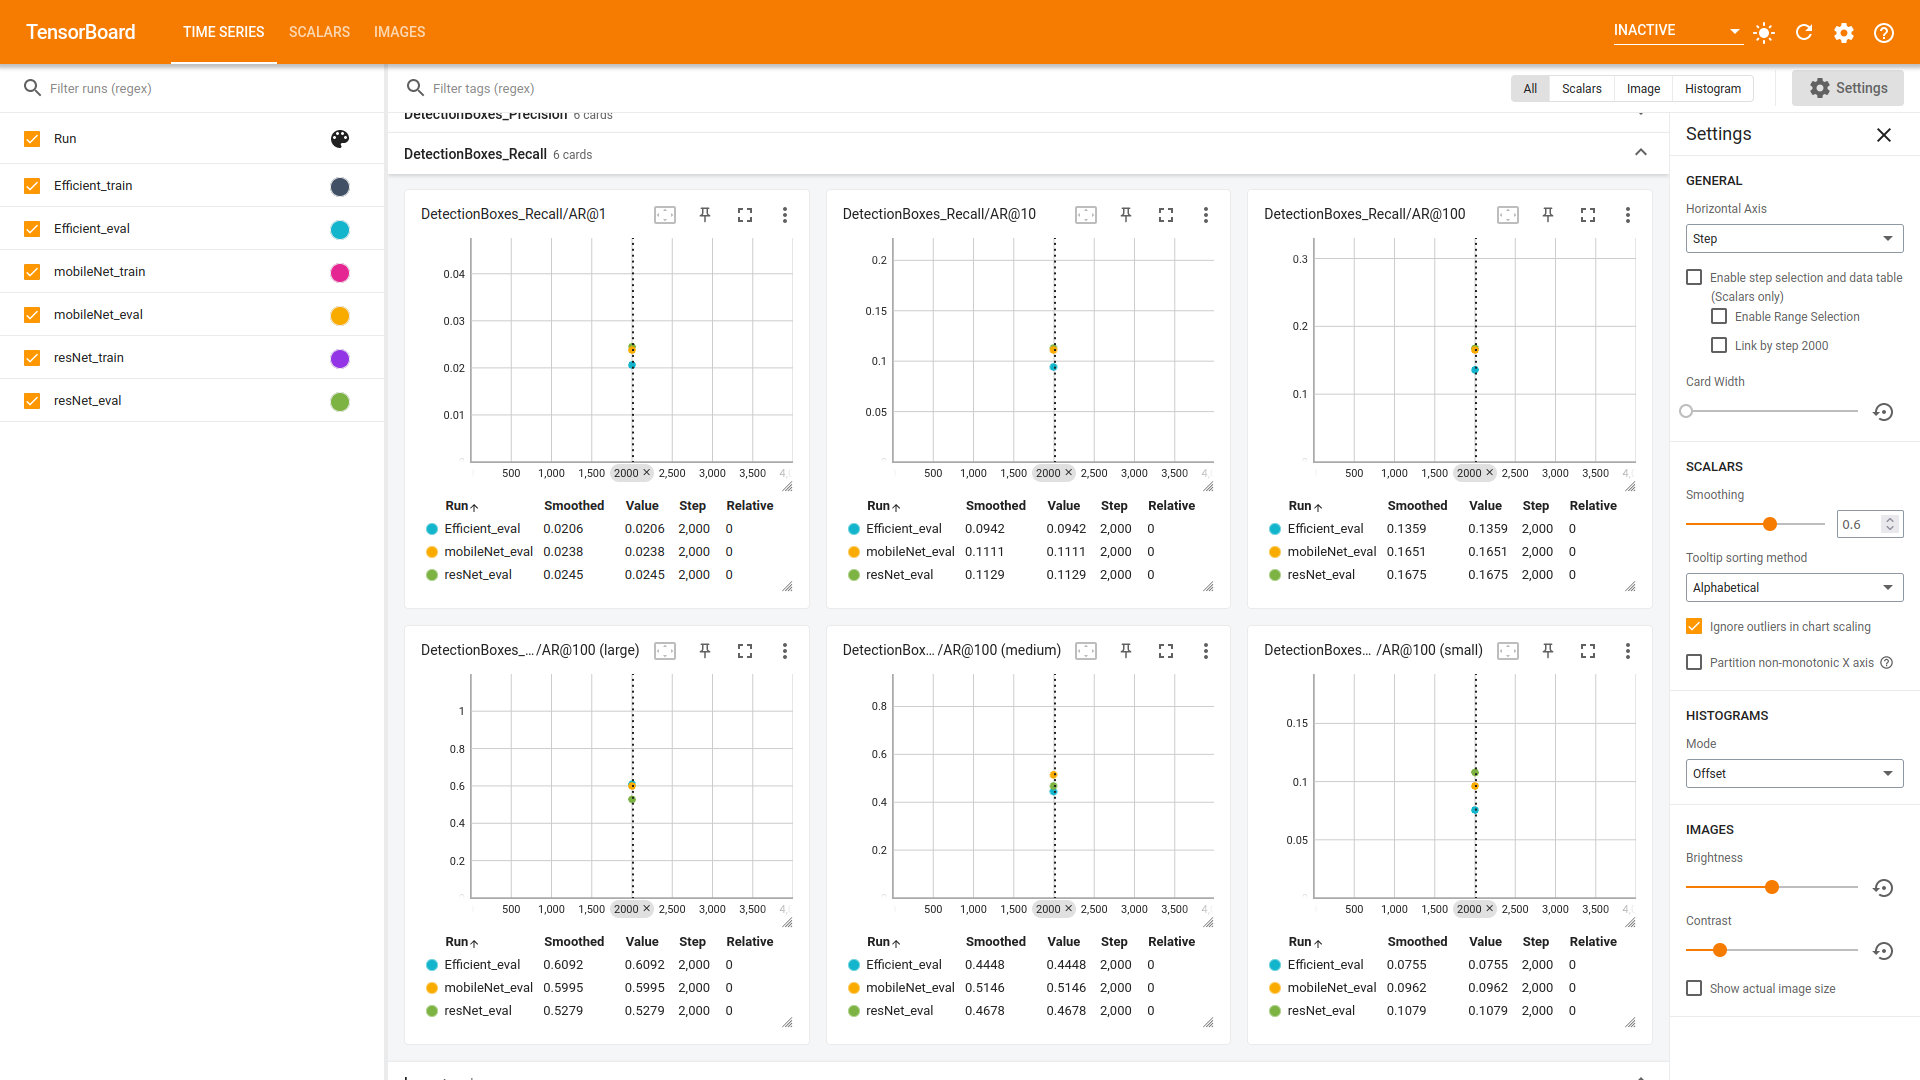 TensorBoard TIME SERIES SCALARS IMAGES INACTIVE
Filter runs (regex)
Run
Efficient_train
Efficient_eval
mobileNet_train
mobileNet_eval
resNet_train
resNet_eval
Filter tags (regex) All Scalars Image Histogram Settings
DetectionBoxes_Precision 6 cards
DetectionBoxes_Recall 6 cards
DetectionBoxes_Recall/AR@1
0.04
0.03
0.02
0.01
500 1,000 1,500 2000 2,500 3,000 3,500
Run Smoothed Value Step Relative
Efficient_eval 0.0206 0.0206 2,000 0
mobileNet_eval 0.0238 0.0238 2,000 0
resNet_eval 0.0245 0.0245 2,000 0
DetectionBoxes_Recall/AR@10
0.2
0.15
0.1
0.05
500 1,000 1,500 2000 2,500 3,000 3,500
Run Smoothed Value Step Relative
Efficient_eval 0.0942 0.0942 2,000 0
mobileNet_eval 0.1111 0.1111 2,000 0
resNet_eval 0.1129 0.1129 2,000 0
DetectionBoxes_Recall/AR@100
0.3
0.2
0.1
500 1,000 1,500 2000 2,500 3,000 3,500
Run Smoothed Value Step Relative
Efficient_eval 0.1359 0.1359 2,000 0
mobileNet_eval 0.1651 0.1651 2,000 0
resNet_eval 0.1675 0.1675 2,000 0
DetectionBoxes_… /AR@100 (large)
1
0.8
0.6
0.4
0.2
500 1,000 1,500 2000 2,500 3,000 3,500
Run Smoothed Value Step Relative
Efficient_eval 0.6092 0.6092 2,000 0
mobileNet_eval 0.5995 0.5995 2,000 0
resNet_eval 0.5279 0.5279 2,000 0
DetectionBox… /AR@100 (medium)
0.8
0.6
0.4
0.2
500 1,000 1,500 2000 2,500 3,000 3,500
Run Smoothed Value Step Relative
Efficient_eval 0.4448 0.4448 2,000 0
mobileNet_eval 0.5146 0.5146 2,000 0
resNet_eval 0.4678 0.4678 2,000 0
DetectionBoxes… /AR@100 (small)
0.15
0.1
0.05
500 1,000 1,500 2000 2,500 3,000 3,500
Run Smoothed Value Step Relative
Efficient_eval 0.0755 0.0755 2,000 0
mobileNet_eval 0.0962 0.0962 2,000 0
resNet_eval 0.1079 0.1079 2,000 0
Settings
GENERAL
Horizontal Axis
Step
Enable step selection and data table
(Scalars only)
Enable Range Selection
Link by step 2000
Card Width
SCALARS
Smoothing
0.6
Tooltip sorting method
Alphabetical
Ignore outliers in chart scaling
Partition non-monotonic X axis
HISTOGRAMS
Mode
Offset
IMAGES
Brightness
Contrast
Show actual image size